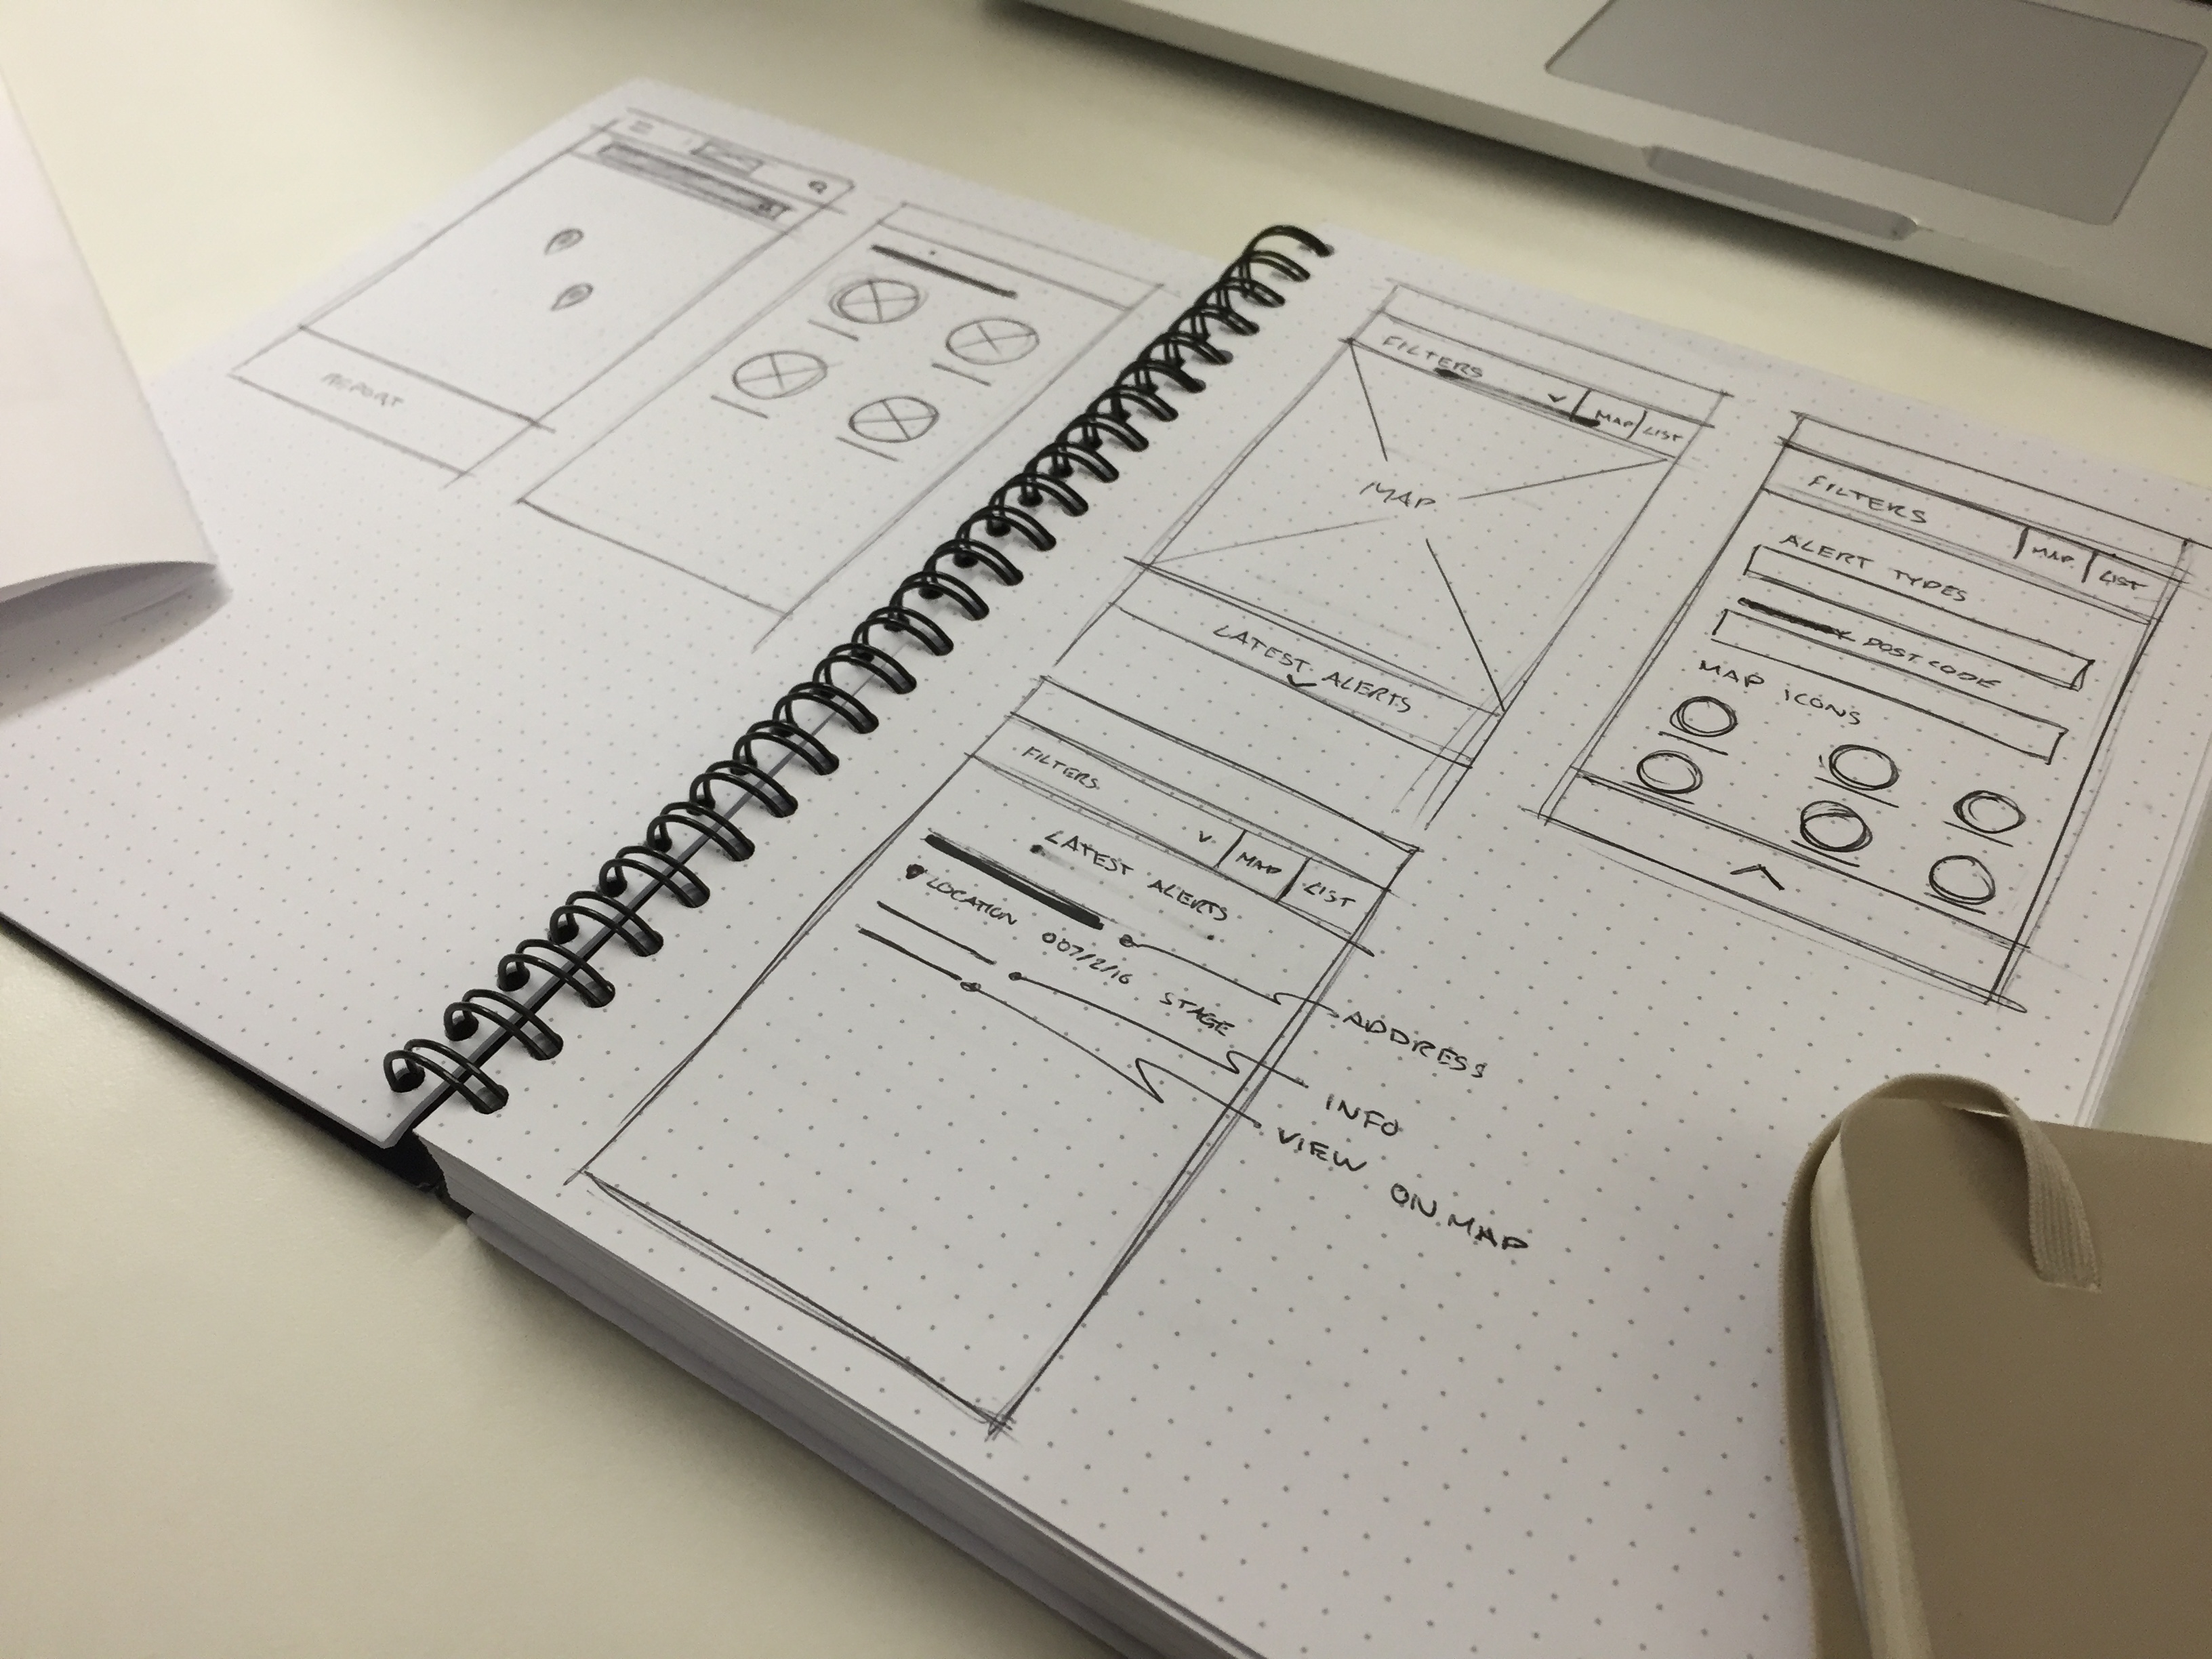 REPORT
FILTERS
MAP LIST
MAP
LATEST ALERTS
FILTERS
MAP LIST
ALERT TYPES
POST CODE
MAP ICONS
FILTERS
MAP LIST
LATEST ALERTS
LOCATION 007/2/16 STAGE
ADDRESS
INFO
VIEW ON MAP